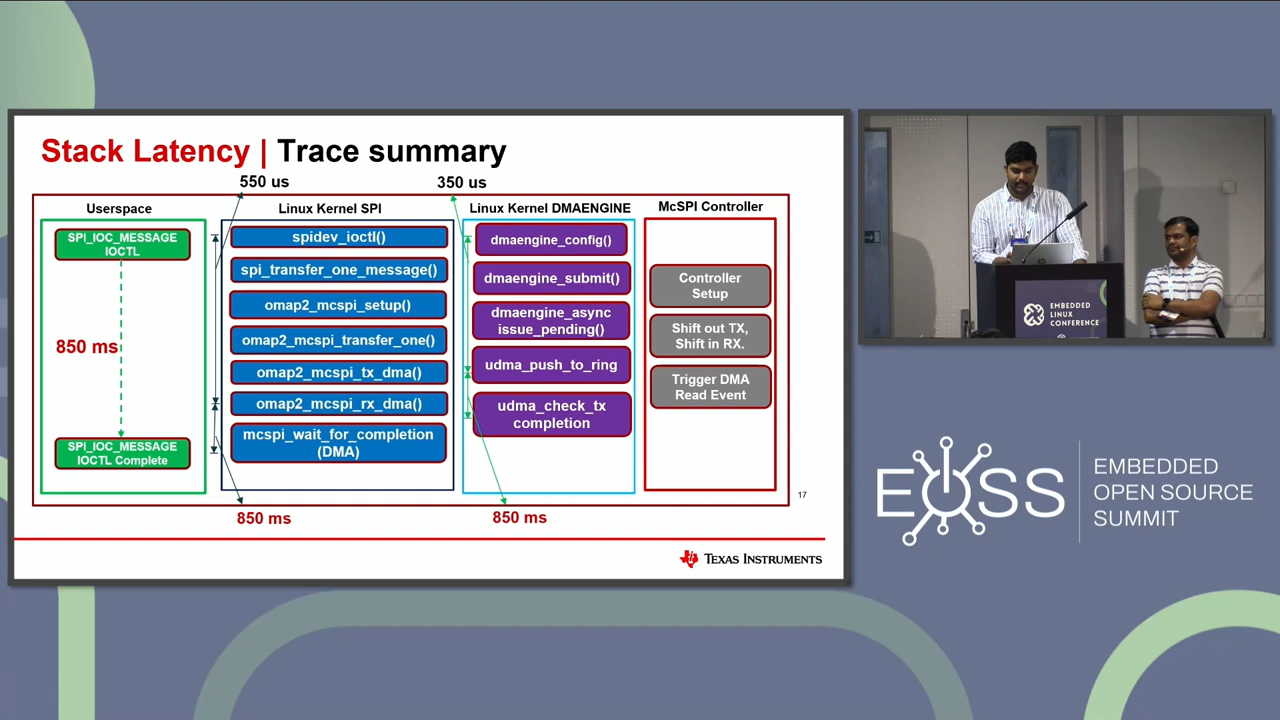 Stack Latency | Trace summary
550 us
350 us
Userspace
Linux Kernel SPI
Linux Kernel DMAENGINE
McSPI Controller
SPI_IOC_MESSAGE
IOCTL
850 ms
SPI_IOC_MESSAGE
IOCTL Complete
spidev_ioctl()
spi_transfer_one_message()
omap2_mcspi_setup()
omap2_mcspi_transfer_one()
omap2_mcspi_tx_dma()
omap2_mcspi_rx_dma()
mcspi_wait_for_completion
(DMA)
dmaengine_config()
dmaengine_submit()
dmaengine_async
issue_pending()
udma_push_to_ring
udma_check_tx
completion
Controller
Setup
Shift out TX,
Shift in RX.
Trigger DMA
Read Event
17
850 ms
850 ms
TEXAS INSTRUMENTS
EMBEDDED
LINUX
CONFERENCE
EOSS
EMBEDDED
OPEN SOURCE
SUMMIT